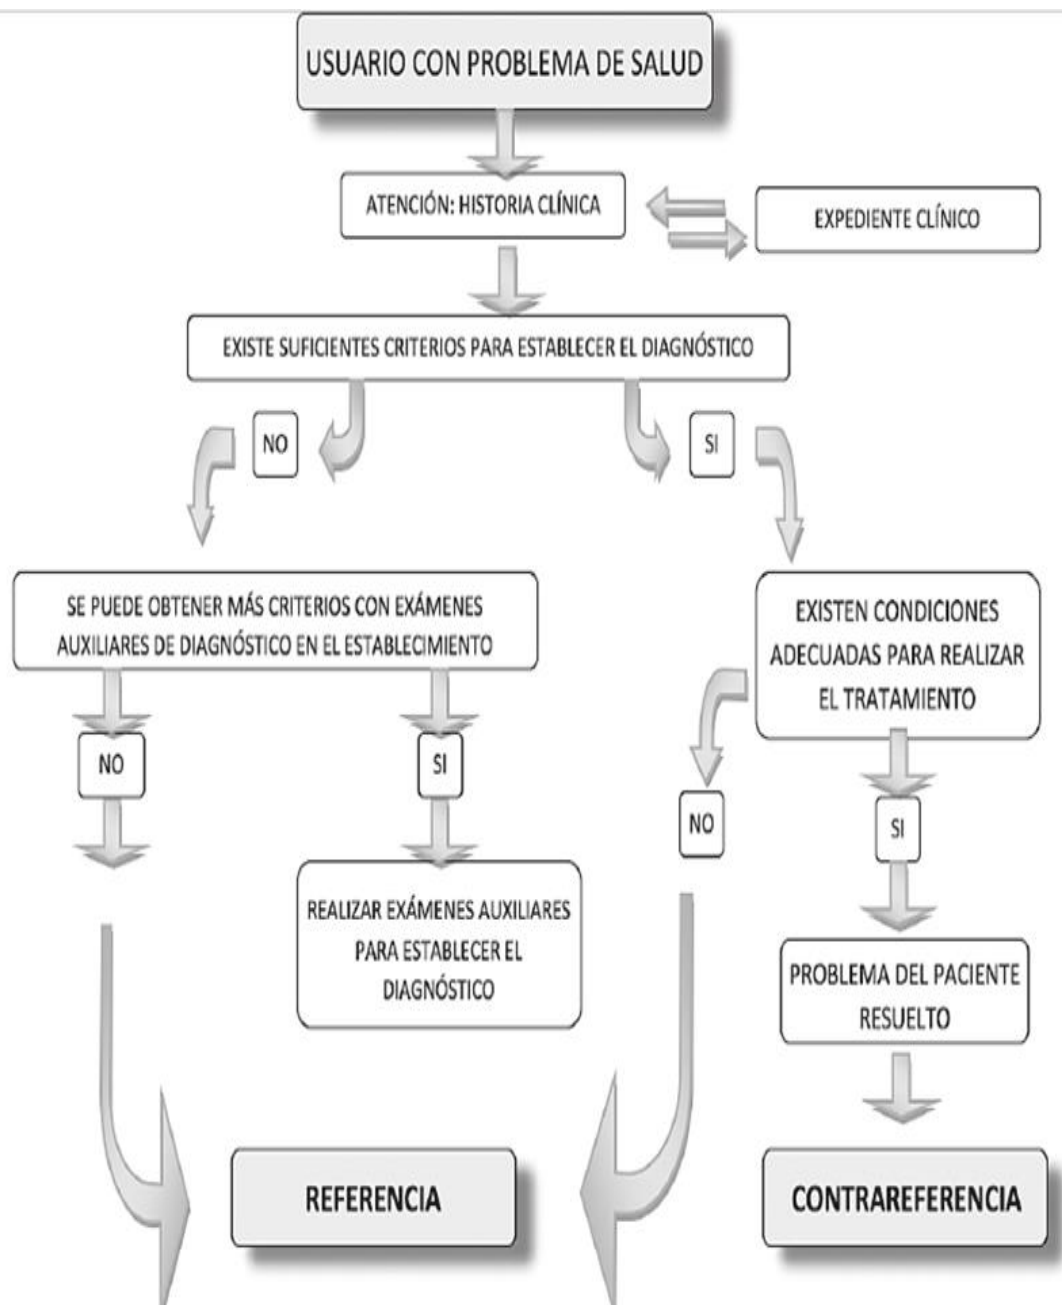 USUARIO CON PROBLEMA DE SALUD
ATENCIÓN: HISTORIA CLÍNICA
EXPEDIENTE CLÍNICO
EXISTE SUFICIENTES CRITERIOS PARA ESTABLECER EL DIAGNÓSTICO
NO
SI
SE PUEDE OBTENER MÁS CRITERIOS CON EXÁMENES
AUXILIARES DE DIAGNÓSTICO EN EL ESTABLECIMIENTO
EXISTEN CONDICIONES
ADECUADAS PARA REALIZAR
EL TRATAMIENTO
NO
SI
NO
SI
REALIZAR EXÁMENES AUXILIARES
PARA ESTABLECER EL
DIAGNÓSTICO
PROBLEMA DEL PACIENTE
RESUELTO
REFERENCIA
CONTRAREFERENCIA